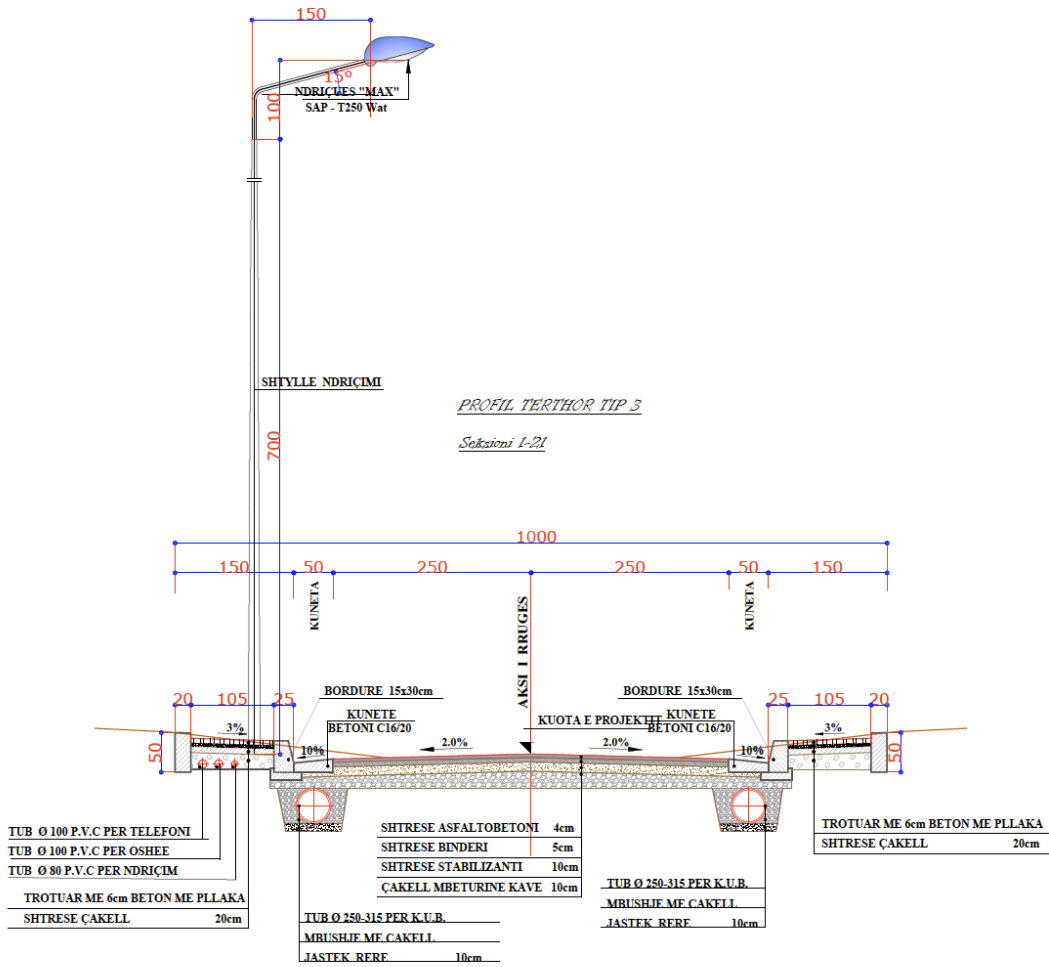 150
15°
100
NDRIÇUES "MAX"
SAP - T250 Wat
SHTYLLE NDRIÇIMI
700
PROFIL TERTHOR TIP 3
Seksioni 1-21
1000
150 50 250 250 50 150
KUNETA
AKSI I RRUGES
KUNETA
20 105 25
BORDURE 15x30cm
BORDURE 15x30cm
25 105 20
KUNETE
BETONI C16/20
KUOTA E PROJEKTIT
KUNETE
BETONI C16/20
50
3%
10%
2.0%
2.0%
10%
3%
50
TUB Ø 100 P.V.C PER TELEFONI
TUB Ø 100 P.V.C PER OSHEE
TUB Ø 80 P.V.C PER NDRIÇIM
TROTUAR ME 6cm BETON ME PLLAKA
SHTRESE ÇAKELL 20cm
SHTRESE ASFALTOBETONI 4cm
SHTRESE BINDERI 5cm
SHTRESE STABILIZANTI 10cm
ÇAKELL MBETURINE KAVE 10cm
TROTUAR ME 6cm BETON ME PLLAKA
SHTRESE ÇAKELL 20cm
TUB Ø 250-315 PER K.U.B.
MBUSHJE ME CAKELL
JASTEK RERE 10cm
TUB Ø 250-315 PER K.U.B.
MBUSHJE ME CAKELL
JASTEK RERE 10cm